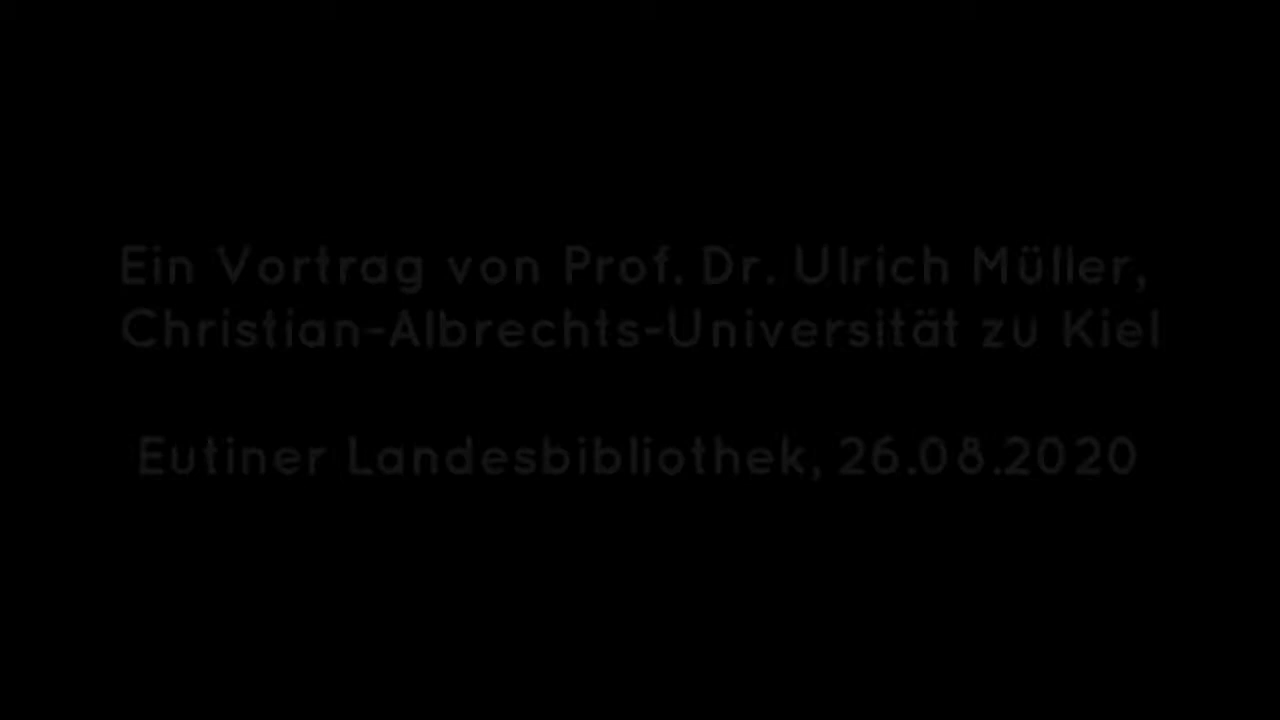 Ein Vortrag von Prof. Dr. Ulrich Müller,
Christian-Albrechts-Universität zu Kiel
Eutiner Landesbibliothek, 26.08.2020